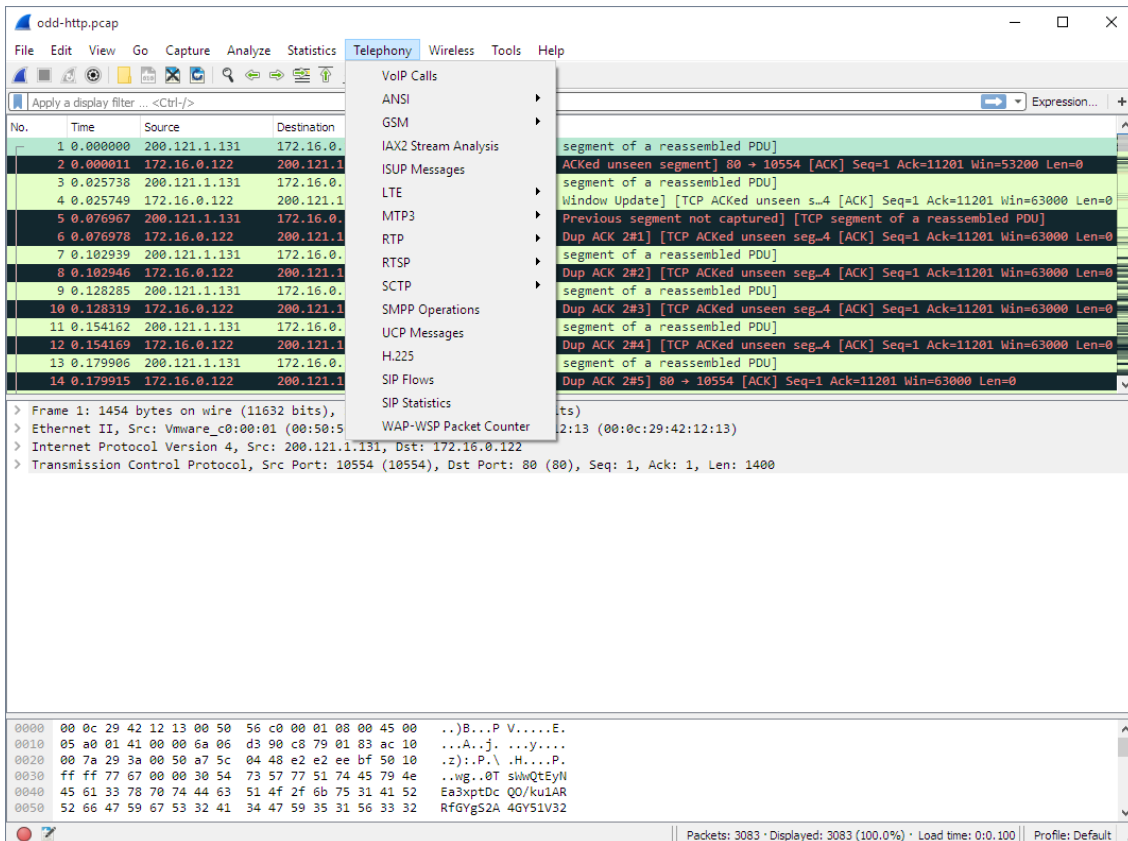 odd-http.pcap
File Edit View Go Capture Analyze Statistics Telephony Wireless Tools Help
Apply a display filter ... <Ctrl-/> Expression... +
No. Time Source Destination
1 0.000000 200.121.1.131 172.16.0. segment of a reassembled PDU]
2 0.000011 172.16.0.122 200.121.1 ACKed unseen segment] 80 → 10554 [ACK] Seq=1 Ack=11201 Win=53200 Len=0
3 0.025738 200.121.1.131 172.16.0. segment of a reassembled PDU]
4 0.025749 172.16.0.122 200.121.1 Window Update] [TCP ACKed unseen s…4 [ACK] Seq=1 Ack=11201 Win=63000 Len=0
5 0.076967 200.121.1.131 172.16.0. Previous segment not captured] [TCP segment of a reassembled PDU]
6 0.076978 172.16.0.122 200.121.1 Dup ACK 2#1] [TCP ACKed unseen seg…4 [ACK] Seq=1 Ack=11201 Win=63000 Len=0
7 0.102939 200.121.1.131 172.16.0. segment of a reassembled PDU]
8 0.102946 172.16.0.122 200.121.1 Dup ACK 2#2] [TCP ACKed unseen seg…4 [ACK] Seq=1 Ack=11201 Win=63000 Len=0
9 0.128285 200.121.1.131 172.16.0. segment of a reassembled PDU]
10 0.128319 172.16.0.122 200.121.1 Dup ACK 2#3] [TCP ACKed unseen seg…4 [ACK] Seq=1 Ack=11201 Win=63000 Len=0
11 0.154162 200.121.1.131 172.16.0. segment of a reassembled PDU]
12 0.154169 172.16.0.122 200.121.1 Dup ACK 2#4] [TCP ACKed unseen seg…4 [ACK] Seq=1 Ack=11201 Win=63000 Len=0
13 0.179906 200.121.1.131 172.16.0. segment of a reassembled PDU]
14 0.179915 172.16.0.122 200.121.1 Dup ACK 2#5] 80 → 10554 [ACK] Seq=1 Ack=11201 Win=63000 Len=0
VoIP Calls
ANSI
GSM
IAX2 Stream Analysis
ISUP Messages
LTE
MTP3
RTP
RTSP
SCTP
SMPP Operations
UCP Messages
H.225
SIP Flows
SIP Statistics
WAP-WSP Packet Counter
> Frame 1: 1454 bytes on wire (11632 bits), ts)
> Ethernet II, Src: Vmware_c0:00:01 (00:50:5 12:13 (00:0c:29:42:12:13)
> Internet Protocol Version 4, Src: 200.121.1.131, Dst: 172.16.0.122
> Transmission Control Protocol, Src Port: 10554 (10554), Dst Port: 80 (80), Seq: 1, Ack: 1, Len: 1400
0000 00 0c 29 42 12 13 00 50 56 c0 00 01 08 00 45 00 ..)B...P V.....E.
0010 05 a0 01 41 00 00 6a 06 d3 90 c8 79 01 83 ac 10 ...A..j. ...y....
0020 00 7a 29 3a 00 50 a7 5c 04 48 e2 e2 ee bf 50 10 .z):.P.\ .H....P.
0030 ff ff 77 67 00 00 30 54 73 57 77 51 74 45 79 4e ..wg..0T sWwQtEyN
0040 45 61 33 78 70 74 44 63 51 4f 2f 6b 75 31 41 52 Ea3xptDc QO/ku1AR
0050 52 66 47 59 67 53 32 41 34 47 59 35 31 56 33 32 RfGYgS2A 4GY51V32
Packets: 3083 · Displayed: 3083 (100.0%) · Load time: 0:0.100 Profile: Default